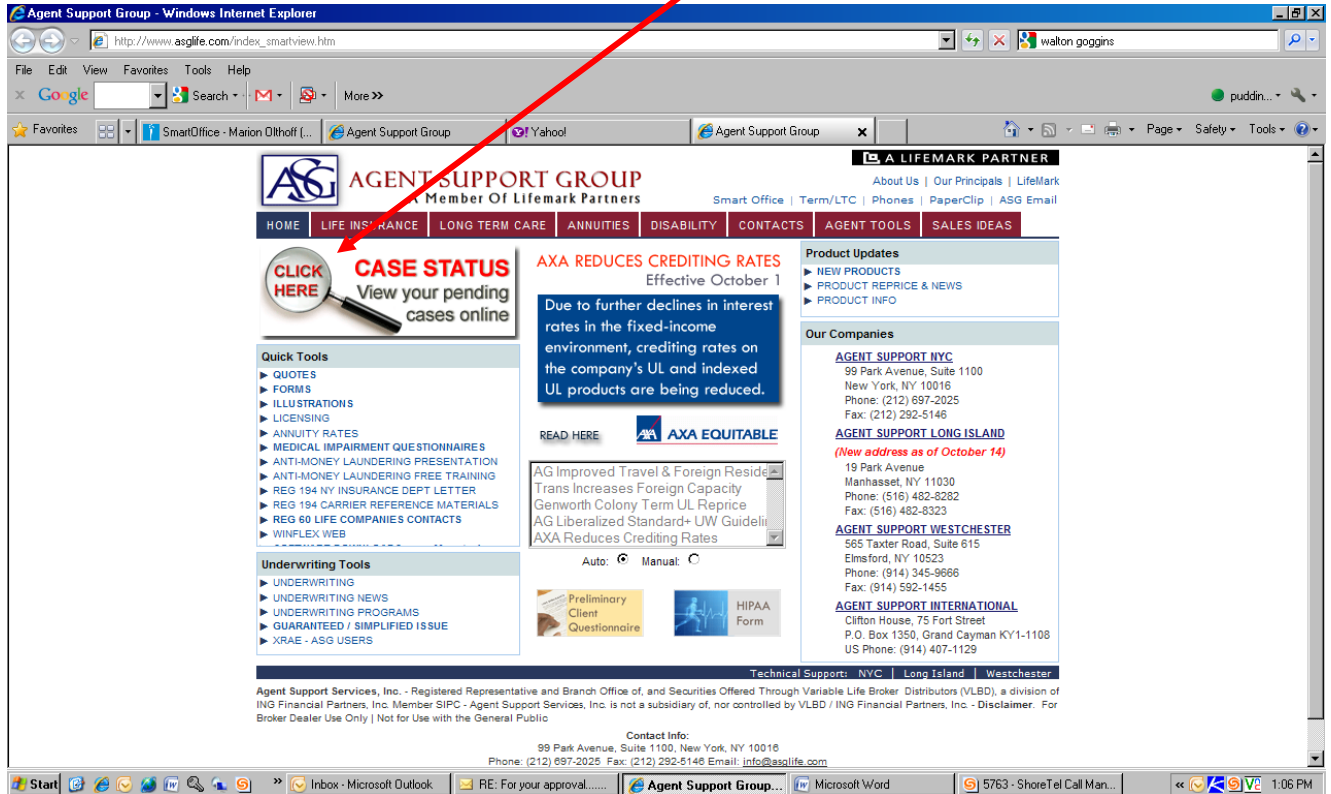 Agent Support Group - Windows Internet Explorer
http://www.asglife.com/index_smartview.htm
walton goggins
File Edit View Favorites Tools Help
Google Search More >>
puddin...
Favorites SmartOffice - Marion Olthoff (... Agent Support Group Yahoo! Agent Support Group Page Safety Tools
A LIFEMARK PARTNER
ASG AGENT SUPPORT GROUP
About Us | Our Principals | LifeMark
A Member Of Lifemark Partners
Smart Office | Term/LTC | Phones | PaperClip | ASG Email
HOME LIFE INSURANCE LONG TERM CARE ANNUITIES DISABILITY CONTACTS AGENT TOOLS SALES IDEAS
CLICK HERE
CASE STATUS
View your pending
cases online
Quick Tools
QUOTES
FORMS
ILLUSTRATIONS
LICENSING
ANNUITY RATES
MEDICAL IMPAIRMENT QUESTIONNAIRES
ANTI-MONEY LAUNDERING PRESENTATION
ANTI-MONEY LAUNDERING FREE TRAINING
REG 194 NY INSURANCE DEPT LETTER
REG 194 CARRIER REFERENCE MATERIALS
REG 60 LIFE COMPANIES CONTACTS
WINFLEX WEB
Underwriting Tools
UNDERWRITING
UNDERWRITING NEWS
UNDERWRITING PROGRAMS
GUARANTEED / SIMPLIFIED ISSUE
XRAE - ASG USERS
AXA REDUCES CREDITING RATES
Effective October 1
Due to further declines in interest
rates in the fixed-income
environment, crediting rates on
the company's UL and indexed
UL products are being reduced.
READ HERE AXA AXA EQUITABLE
AG Improved Travel & Foreign Reside
Trans Increases Foreign Capacity
Genworth Colony Term UL Reprice
AG Liberalized Standard+ UW Guideli
AXA Reduces Crediting Rates
Auto: Manual:
Preliminary
Client
Questionnaire
HIPAA
Form
Product Updates
NEW PRODUCTS
PRODUCT REPRICE & NEWS
PRODUCT INFO
Our Companies
AGENT SUPPORT NYC
99 Park Avenue, Suite 1100
New York, NY 10016
Phone: (212) 697-2025
Fax: (212) 292-5146
AGENT SUPPORT LONG ISLAND
(New address as of October 14)
19 Park Avenue
Manhasset, NY 11030
Phone: (516) 482-8282
Fax: (516) 482-8323
AGENT SUPPORT WESTCHESTER
565 Taxter Road, Suite 615
Elmsford, NY 10523
Phone: (914) 345-9666
Fax: (914) 592-1455
AGENT SUPPORT INTERNATIONAL
Clifton House, 75 Fort Street
P.O. Box 1350, Grand Cayman KY1-1108
US Phone: (914) 407-1129
Technical Support: NYC | Long Island | Westchester
Agent Support Services, Inc. - Registered Representative and Branch Office of, and Securities Offered Through Variable Life Broker Distributors (VLBD), a division of
ING Financial Partners, Inc. Member SIPC - Agent Support Services, Inc. is not a subsidiary of, nor controlled by VLBD / ING Financial Partners, Inc. - Disclaimer. For
Broker Dealer Use Only | Not for Use with the General Public
Contact Info:
99 Park Avenue, Suite 1100, New York, NY 10016
Phone: (212) 697-2025 Fax: (212) 292-5146 Email: info@asglife.com
Start Inbox - Microsoft Outlook RE: For your approval....... Agent Support Group... Microsoft Word 5763 - ShoreTel Call Man... 1:06 PM